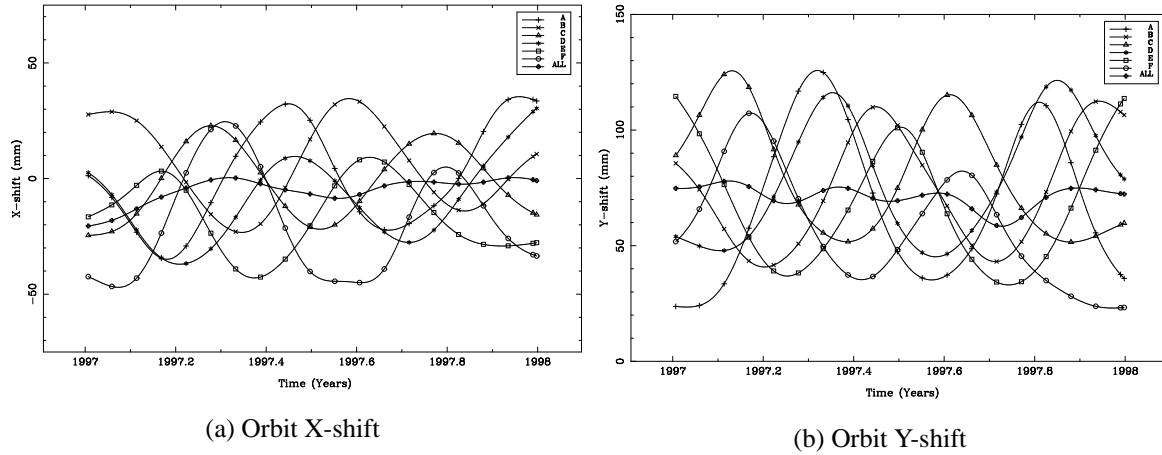 50
0
−50
X−shift (mm)
1997
1997.2
1997.4
1997.6
1997.8
1998
Time (Years)
A
B
C
D
E
F
ALL
(a) Orbit X-shift
150
100
50
0
Y−shift (mm)
1997
1997.2
1997.4
1997.6
1997.8
1998
Time (Years)
A
B
C
D
E
F
ALL
(b) Orbit Y-shift